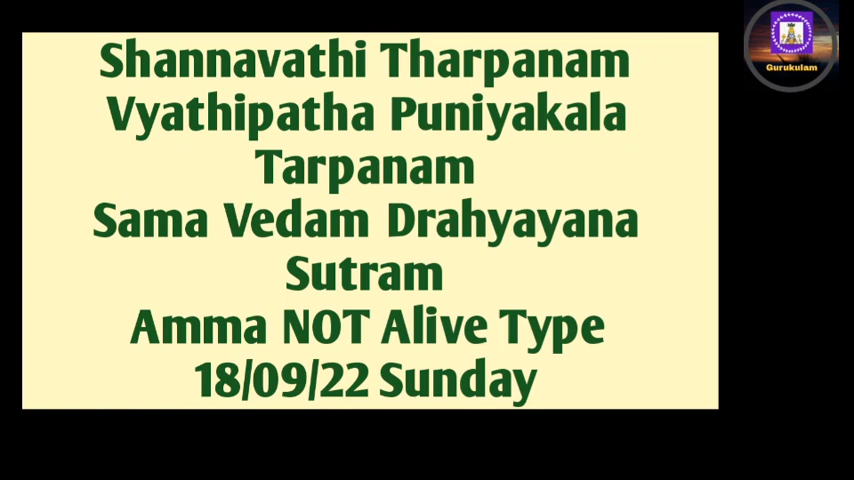 Shannavathi Tharpanam
Vyathipatha Puniyakala
Tarpanam
Sama Vedam Drahyayana
Sutram
Amma NOT Alive Type
18/09/22 Sunday
Gurukulam